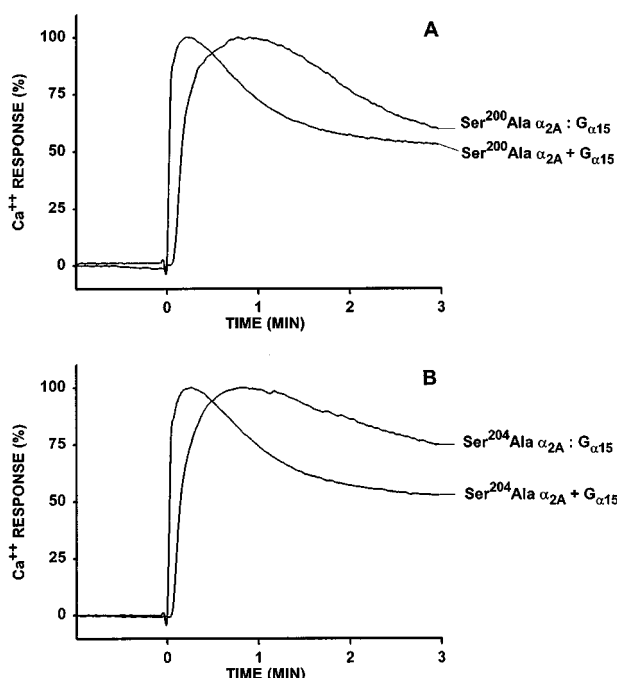 A
100
75
50
25
0
Ca++ RESPONSE (%)
Ser200Ala α2A : Gα15
Ser200Ala α2A + Gα15
0 1 2 3
TIME (MIN)
B
100
75
50
25
0
Ca++ RESPONSE (%)
Ser204Ala α2A : Gα15
Ser204Ala α2A + Gα15
0 1 2 3
TIME (MIN)